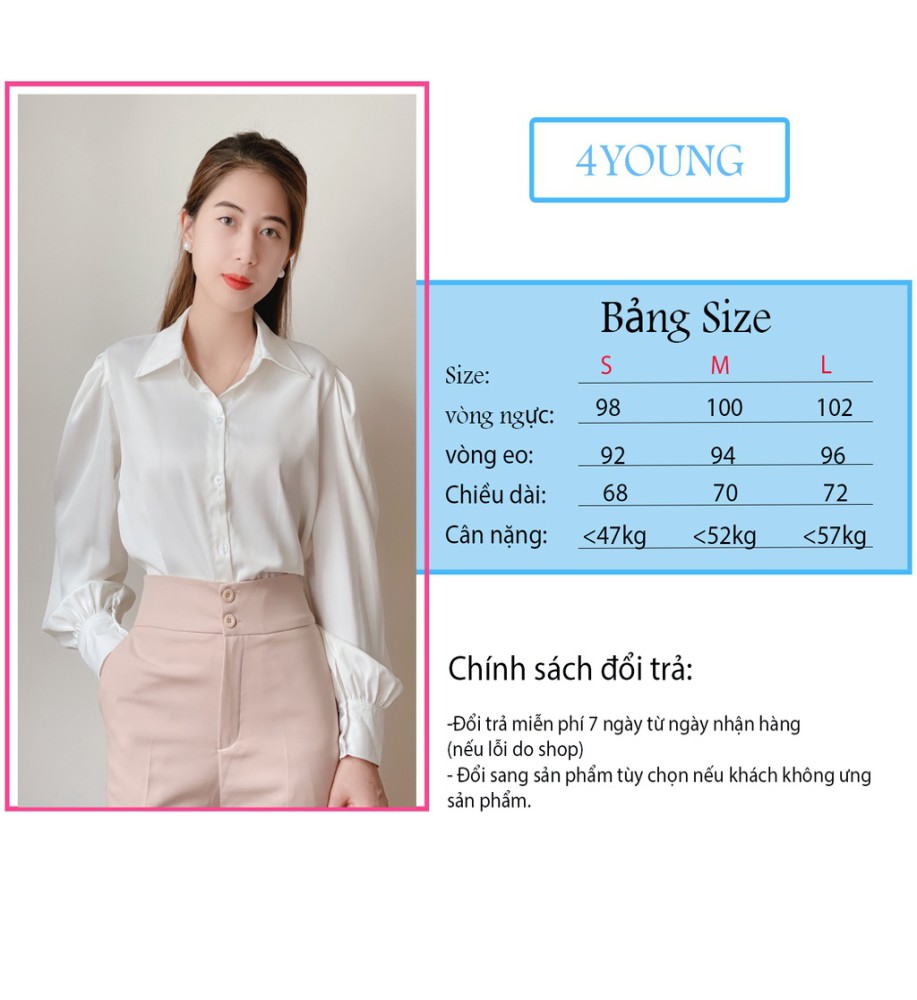 4YOUNG
Bảng Size
Size: S M L
vòng ngực: 98 100 102
vòng eo: 92 94 96
Chiều dài: 68 70 72
Cân nặng: <47kg <52kg <57kg
Chính sách đổi trả:
-Đổi trả miễn phí 7 ngày từ ngày nhận hàng
(nếu lỗi do shop)
- Đổi sang sản phẩm tùy chọn nếu khách không ưng
sản phẩm.